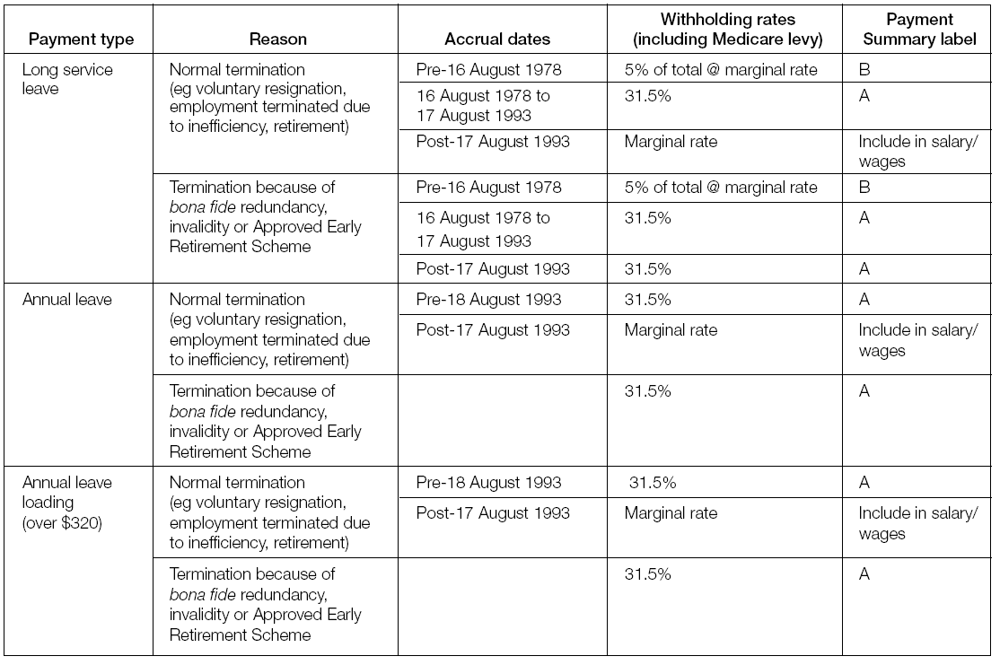 Payment type
Reason
Accrual dates
Withholding rates
(including Medicare levy)
Payment
Summary label
Long service
leave
Normal termination
(eg voluntary resignation,
employment terminated due
to inefficiency, retirement)
Pre-16 August 1978
5% of total @ marginal rate
B
16 August 1978 to
17 August 1993
31.5%
A
Post-17 August 1993
Marginal rate
Include in salary/
wages
Termination because of
bona fide redundancy,
invalidity or Approved Early
Retirement Scheme
Pre-16 August 1978
5% of total @ marginal rate
B
16 August 1978 to
17 August 1993
31.5%
A
Post-17 August 1993
31.5%
A
Annual leave
Normal termination
(eg voluntary resignation,
employment terminated due
to inefficiency, retirement)
Pre-18 August 1993
31.5%
A
Post-17 August 1993
Marginal rate
Include in salary/
wages
Termination because of
bona fide redundancy,
invalidity or Approved Early
Retirement Scheme
31.5%
A
Annual leave
loading
(over $320)
Normal termination
(eg voluntary resignation,
employment terminated due
to inefficiency, retirement)
Pre-18 August 1993
31.5%
A
Post-17 August 1993
Marginal rate
Include in salary/
wages
Termination because of
bona fide redundancy,
invalidity or Approved Early
Retirement Scheme
31.5%
A